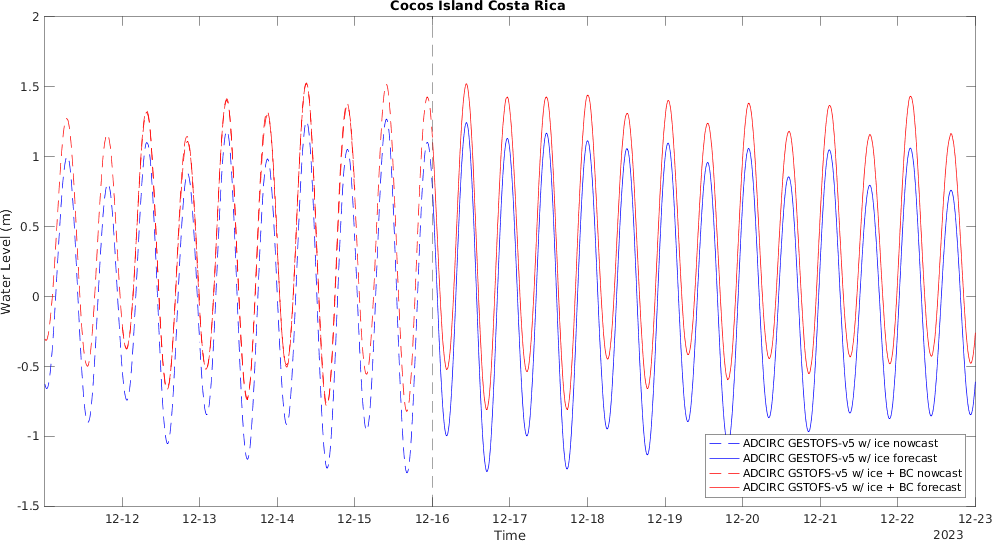 Cocos Island Costa Rica
2
1.5
1
0.5
0
-0.5
-1
-1.5
Water Level (m)
ADCIRC GESTOFS-v5 w/ ice nowcast
ADCIRC GESTOFS-v5 w/ ice forecast
ADCIRC GSTOFS-v5 w/ ice + BC nowcast
ADCIRC GSTOFS-v5 w/ ice + BC forecast
12-12 12-13 12-14 12-15 12-16 12-17 12-18 12-19 12-20 12-21 12-22 12-23
Time
2023